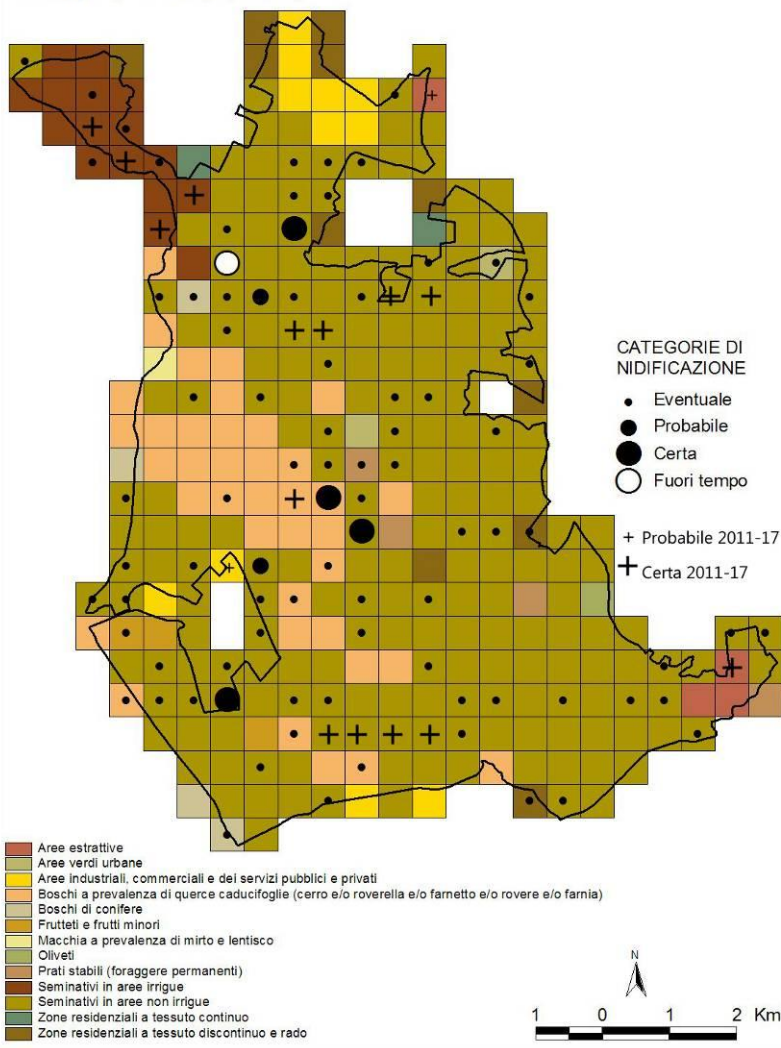 CATEGORIE DI
NIDIFICAZIONE
Eventuale
Probabile
Certa
Fuori tempo
Probabile 2011-17
Certa 2011-17
Aree estrattive
Aree verdi urbane
Aree industriali, commerciali e dei servizi pubblici e privati
Boschi a prevalenza di querce caducifoglie (cerro e/o roverella e/o farnetto e/o rovere e/o farnia)
Boschi di conifere
Frutteti e frutti minori
Macchia a prevalenza di mirto e lentisco
Oliveti
Prati stabili (foraggere permanenti)
Seminativi in aree irrigue
Seminativi in aree non irrigue
Zone residenziali a tessuto continuo
Zone residenziali a tessuto discontinuo e rado
N
1 0 1 2 Km